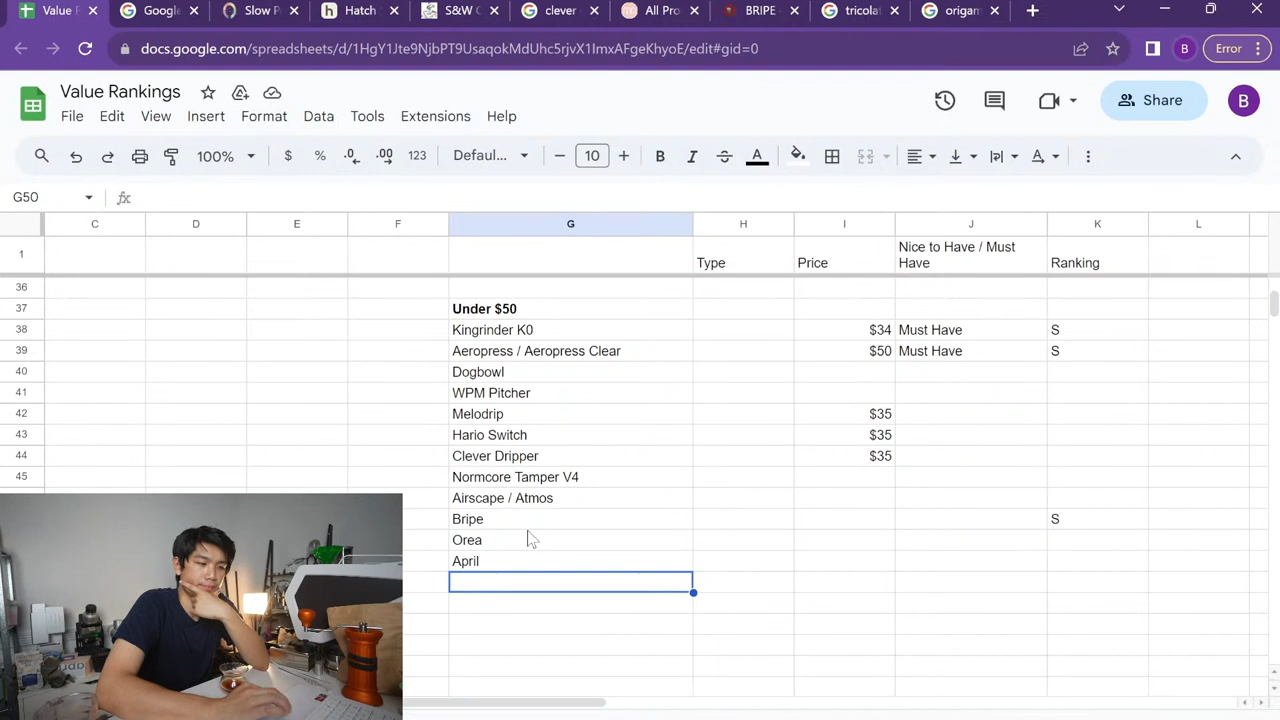 Value R
Google
Slow P
Hatch
S&W C
clever
All Pro
BRIPE -
tricola
origam
docs.google.com/spreadsheets/d/1HgY1Jte9NjbPT9UsaqokMdUhc5rjvX1ImxAFgeKhyoE/edit#gid=0
B
Error
Value Rankings
Share
B
File Edit View Insert Format Data Tools Extensions Help
100% $ % .0 .00 123 Defaul... 10 B I A A
G50 fx
C D E F G H I J K L
1 Type Price Nice to Have / Must Have Ranking
36
37 Under $50
38 Kingrinder K0 $34 Must Have S
39 Aeropress / Aeropress Clear $50 Must Have S
40 Dogbowl
41 WPM Pitcher
42 Melodrip $35
43 Hario Switch $35
44 Clever Dripper $35
45 Normcore Tamper V4
Airscape / Atmos
Bripe S
Orea
April